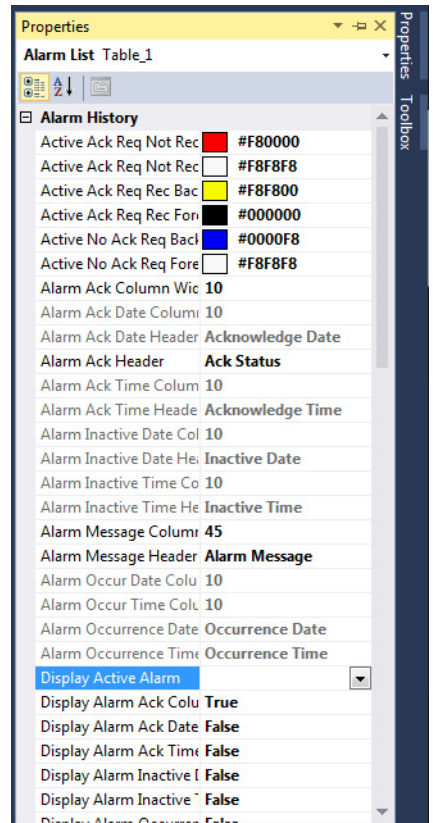 Properties
Alarm List Table_1
Alarm History
Active Ack Req Not Rec #F80000
Active Ack Req Not Rec #F8F8F8
Active Ack Req Rec Bac #F8F800
Active Ack Req Rec For #000000
Active No Ack Req Back #0000F8
Active No Ack Req Fore #F8F8F8
Alarm Ack Column Wid 10
Alarm Ack Date Colum 10
Alarm Ack Date Header Acknowledge Date
Alarm Ack Header Ack Status
Alarm Ack Time Colum 10
Alarm Ack Time Heade Acknowledge Time
Alarm Inactive Date Col 10
Alarm Inactive Date He Inactive Date
Alarm Inactive Time Co 10
Alarm Inactive Time He Inactive Time
Alarm Message Colum 45
Alarm Message Header Alarm Message
Alarm Occur Date Colu 10
Alarm Occur Time Colu 10
Alarm Occurrence Date Occurrence Date
Alarm Occurrence Time Occurrence Time
Display Active Alarm
Display Alarm Ack Colu True
Display Alarm Ack Date False
Display Alarm Ack Time False
Display Alarm Inactive False
Display Alarm Inactive False
Display Alarm Occurren False
Properties
Toolbox